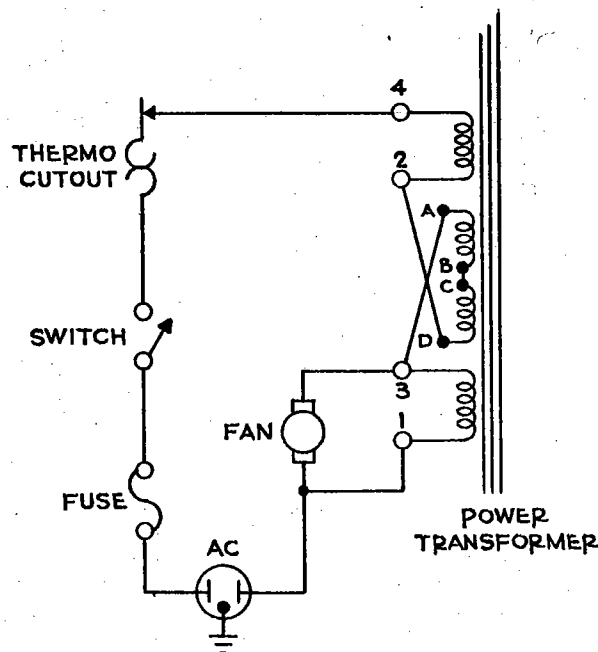 4
THERMO
CUTOUT
2
A
B
C
SWITCH
D
3
FAN
1
FUSE
AC
POWER
TRANSFORMER